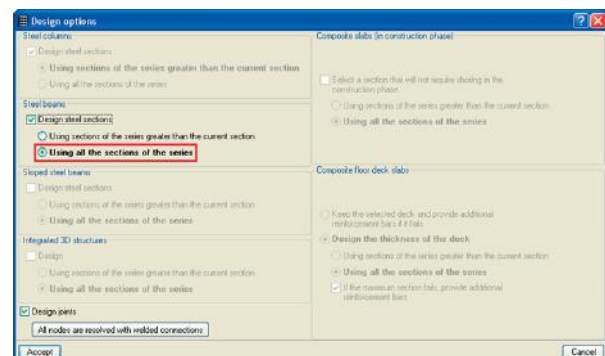 Design options
Steel columns
Design steel sections
Using sections of the series greater than the current section
Using all the sections of the series
Steel beams
Design steel sections
Using sections of the series greater than the current section
Using all the sections of the series
Sloped steel beams
Design steel sections
Using sections of the series greater than the current section
Using all the sections of the series
Integrated 3D structures
Design
Using sections of the series greater than the current section
Using all the sections of the series
Design joints
All nodes are resolved with welded connections
Accept
Composite slabs (in construction phase)
Select a section that will not require shoring in the
construction phase
Using sections of the series greater than the current section
Using all the sections of the series
Composite floor deck slabs
Keep the selected deck and provide additional
reinforcement bars if it fails
Design the thickness of the deck
Using sections of the series greater than the current section
Using all the sections of the series
If the maximum section fails, provide additional
reinforcement bars
Cancel